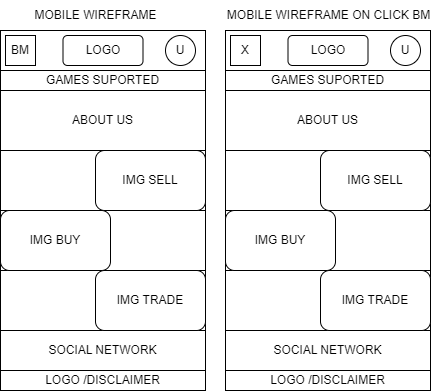 MOBILE WIREFRAME
BM
LOGO
U
GAMES SUPORTED
ABOUT US
IMG SELL
IMG BUY
IMG TRADE
SOCIAL NETWORK
LOGO /DISCLAIMER
MOBILE WIREFRAME ON CLICK BM
X
LOGO
U
GAMES SUPORTED
ABOUT US
IMG SELL
IMG BUY
IMG TRADE
SOCIAL NETWORK
LOGO /DISCLAIMER